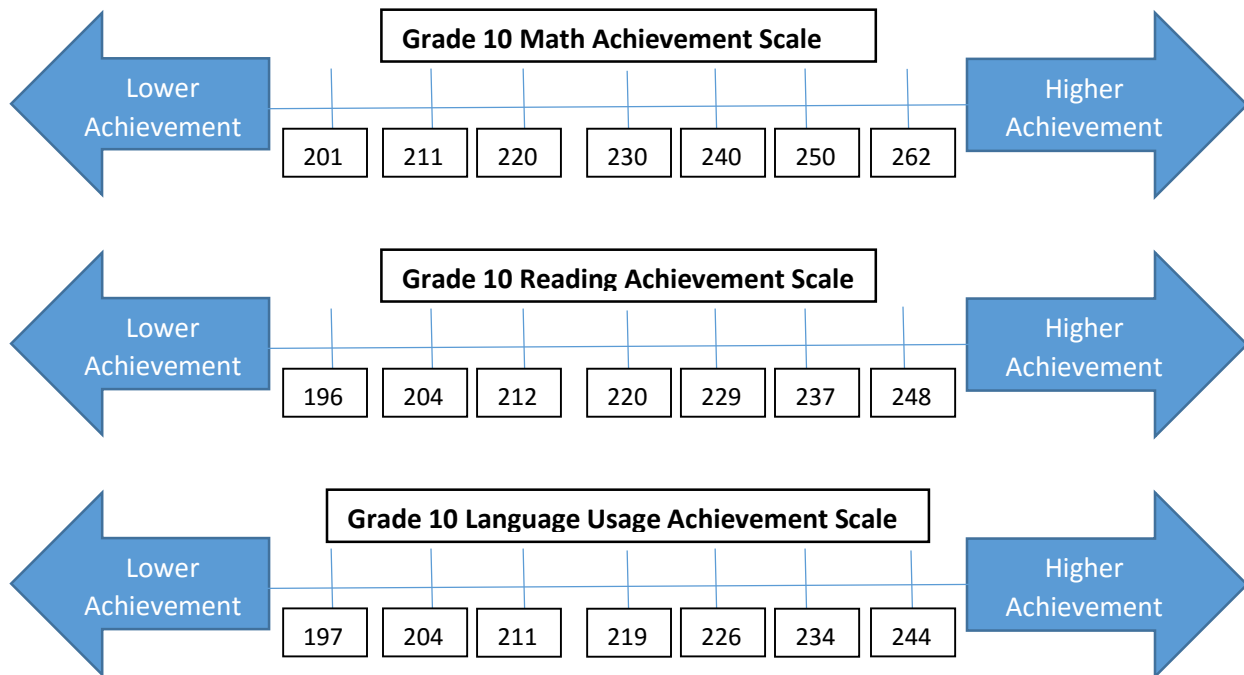 Grade 10 Math Achievement Scale
Lower
Achievement
Higher
Achievement
201 211 220 230 240 250 262
Grade 10 Reading Achievement Scale
Lower
Achievement
Higher
Achievement
196 204 212 220 229 237 248
Grade 10 Language Usage Achievement Scale
Lower
Achievement
Higher
Achievement
197 204 211 219 226 234 244